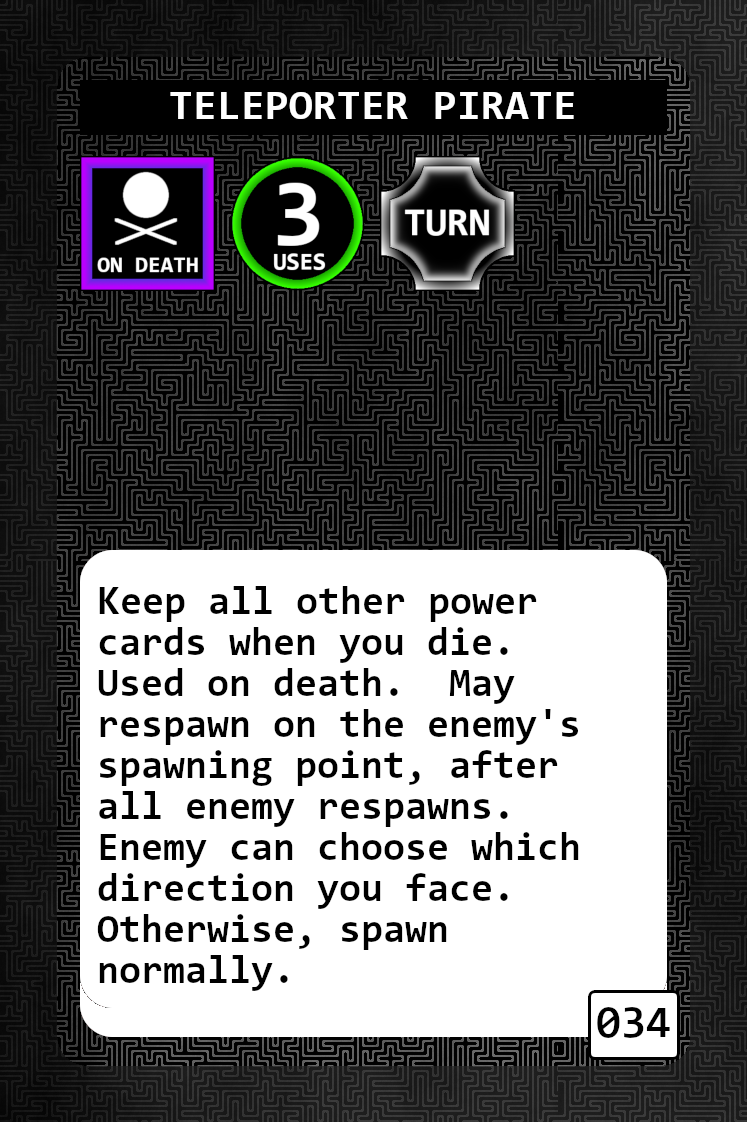 TELEPORTER PIRATE
ON DEATH
3
USES
TURN
Keep all other power
cards when you die.
Used on death.  May
respawn on the enemy's
spawning point, after
all enemy respawns.
Enemy can choose which
direction you face.
Otherwise, spawn
normally.
034